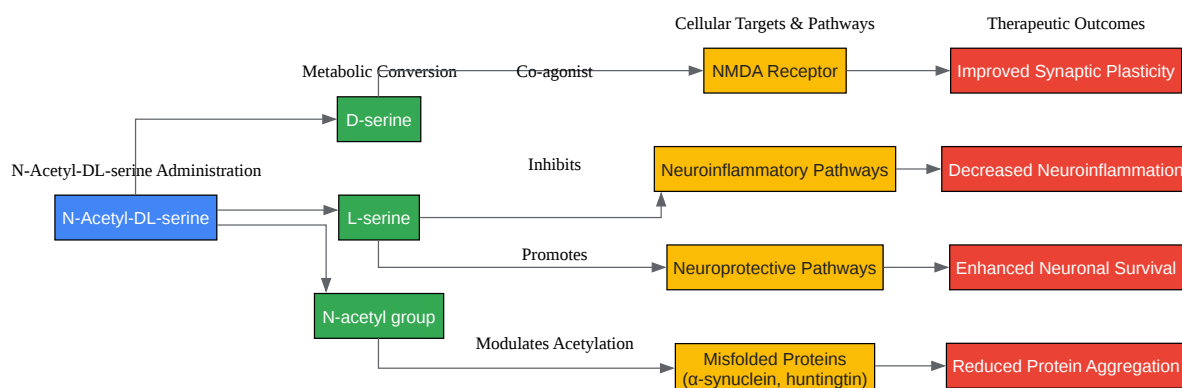 Cellular Targets & Pathways
Therapeutic Outcomes
Metabolic Conversion
Co-agonist
NMDA Receptor
Improved Synaptic Plasticity
D-serine
N-Acetyl-DL-serine Administration
Inhibits
Neuroinflammatory Pathways
Decreased Neuroinflammation
N-Acetyl-DL-serine
L-serine
Promotes
Neuroprotective Pathways
Enhanced Neuronal Survival
N-acetyl group
Modulates Acetylation
Misfolded Proteins
(α-synuclein, huntingtin)
Reduced Protein Aggregation